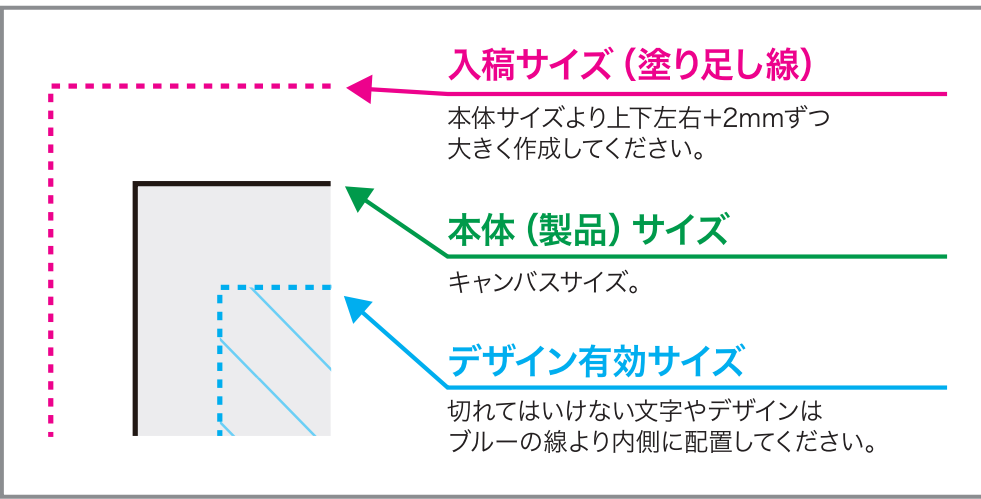 入稿サイズ（塗り足し線）
本体サイズより上下左右+2mmずつ
大きく作成してください。
本体（製品）サイズ
キャンバスサイズ。
デザイン有効サイズ
切れてはいけない文字やデザインは
ブルーの線より内側に配置してください。